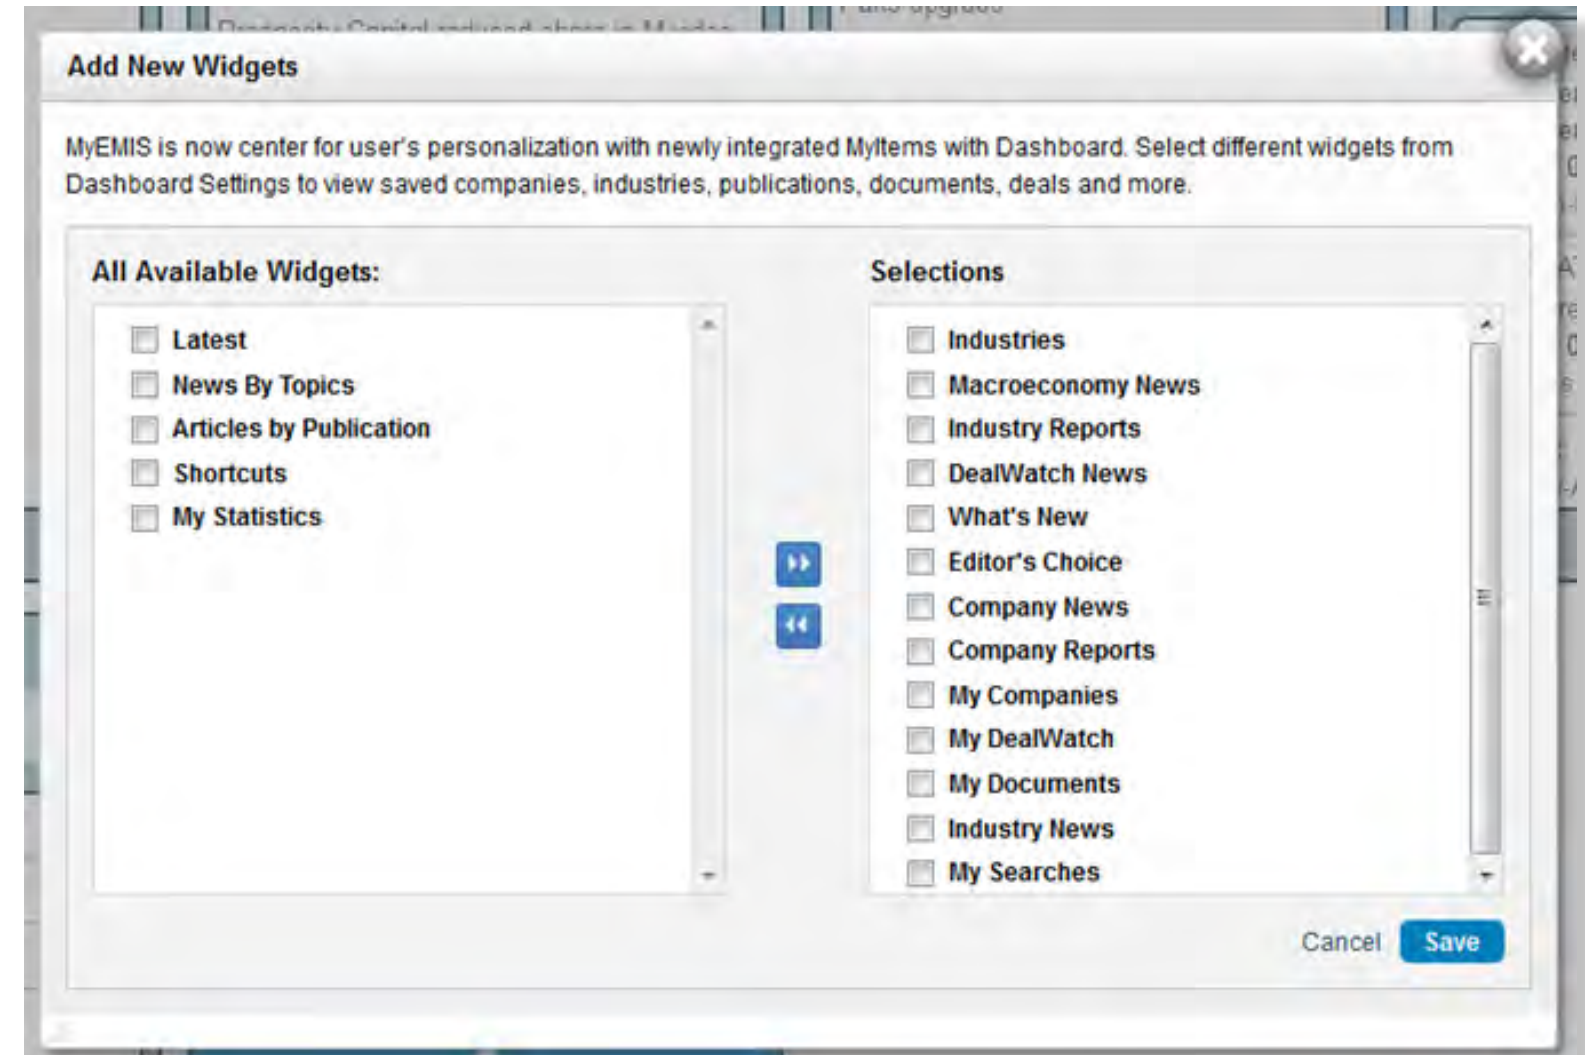 Add New Widgets
MyEMIS is now center for user's personalization with newly integrated MyItems with Dashboard. Select different widgets from
Dashboard Settings to view saved companies, industries, publications, documents, deals and more.
All Available Widgets:
Latest
News By Topics
Articles by Publication
Shortcuts
My Statistics
Selections
Industries
Macroeconomy News
Industry Reports
DealWatch News
What's New
Editor's Choice
Company News
Company Reports
My Companies
My DealWatch
My Documents
Industry News
My Searches
Cancel Save